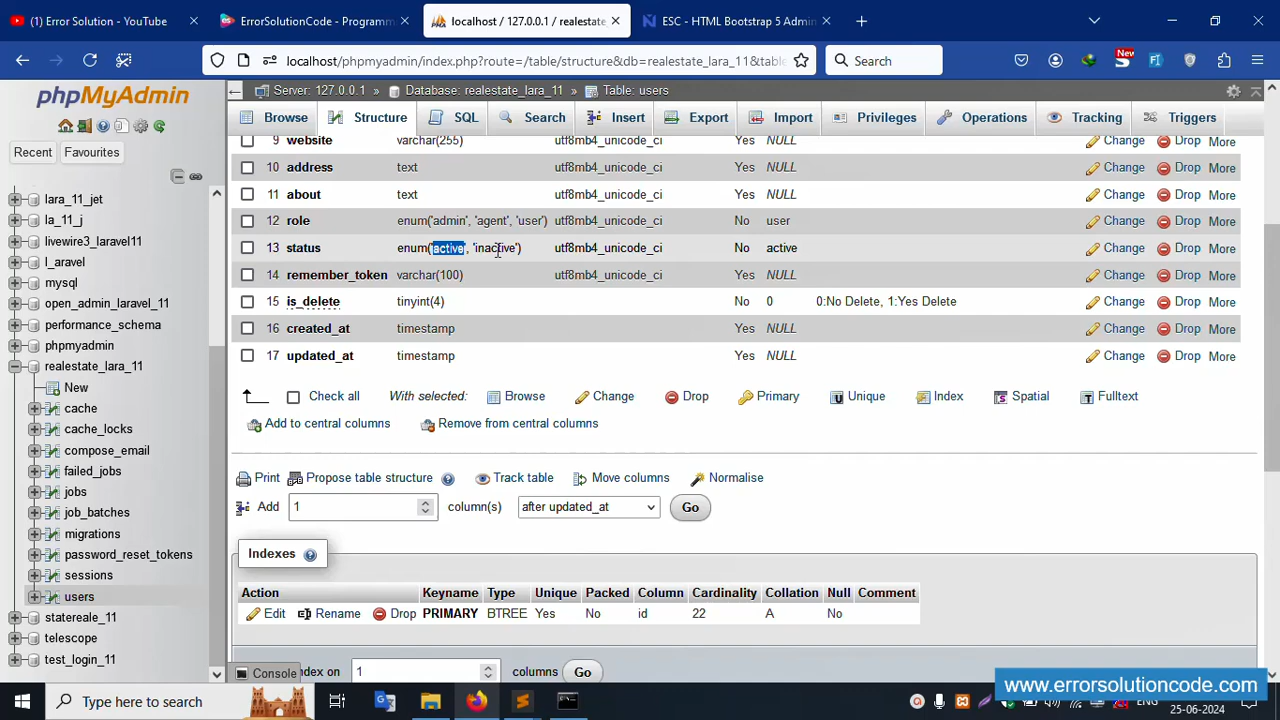 (1) Error Solution - YouTube
ErrorSolutionCode - Programm
localhost / 127.0.0.1 / realestate
ESC - HTML Bootstrap 5 Admin
localhost/phpmyadmin/index.php?route=/table/structure&db=realestate_lara_11&table
Search
New
phpMyAdmin
Recent Favourites
lara_11_jet
la_11_j
livewire3_laravel11
l_laravel
mysql
open_admin_laravel_11
performance_schema
phpmyadmin
realestate_lara_11
New
cache
cache_locks
compose_email
failed_jobs
jobs
job_batches
migrations
password_reset_tokens
sessions
users
statereale_11
telescope
test_login_11
Server: 127.0.0.1 » Database: realestate_lara_11 » Table: users
Browse Structure SQL Search Insert Export Import Privileges Operations Tracking Triggers
9 website varchar(255) utf8mb4_unicode_ci Yes NULL Change Drop More
10 address text utf8mb4_unicode_ci Yes NULL Change Drop More
11 about text utf8mb4_unicode_ci Yes NULL Change Drop More
12 role enum('admin', 'agent', 'user') utf8mb4_unicode_ci No user Change Drop More
13 status enum('active', 'inactive') utf8mb4_unicode_ci No active Change Drop More
14 remember_token varchar(100) utf8mb4_unicode_ci Yes NULL Change Drop More
15 is_delete tinyint(4) No 0 0:No Delete, 1:Yes Delete Change Drop More
16 created_at timestamp Yes NULL Change Drop More
17 updated_at timestamp Yes NULL Change Drop More
Check all With selected: Browse Change Drop Primary Unique Index Spatial Fulltext
Add to central columns Remove from central columns
Print Propose table structure Track table Move columns Normalise
Add 1 column(s) after updated_at Go
Indexes
Action Keyname Type Unique Packed Column Cardinality Collation Null Comment
Edit Rename Drop PRIMARY BTREE Yes No id 22 A No
Console
ndex on 1 columns Go
www.errorsolutioncode.com
Type here to search
25-06-2024